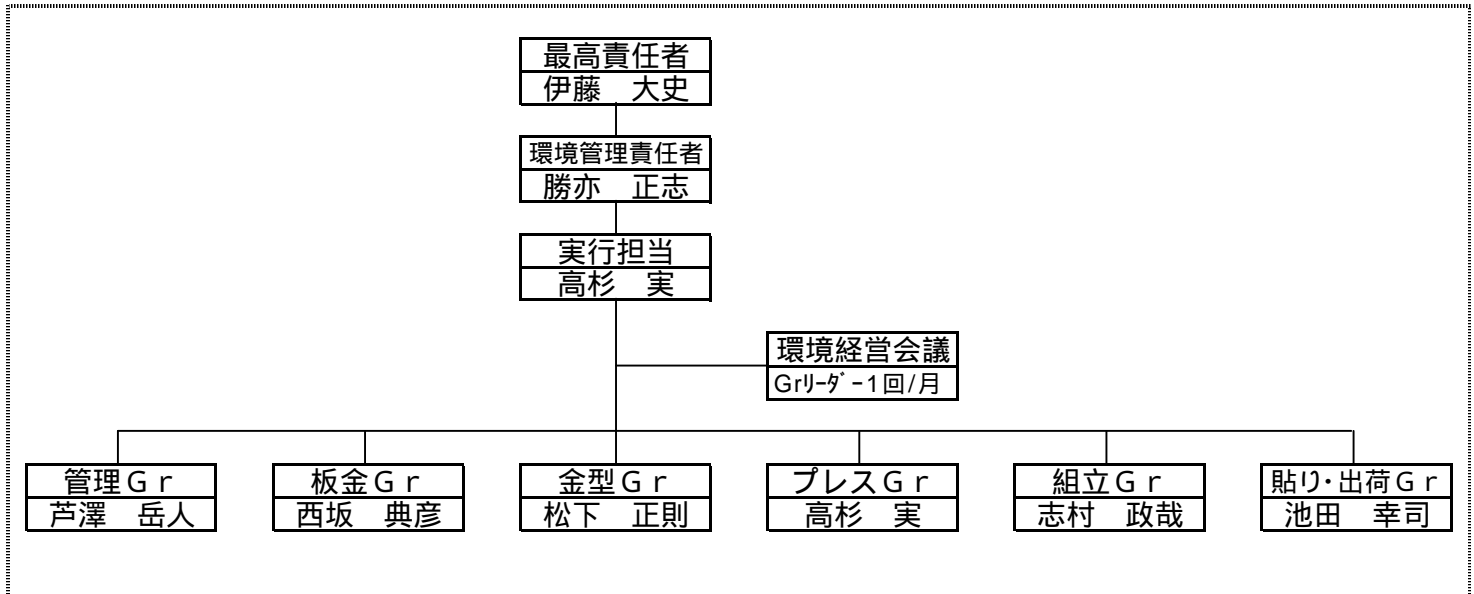 最高責任者
伊藤　大史
環境管理責任者
勝亦　正志
実行担当
高杉　実
環境経営会議
Grﾘｰﾀﾞｰ1回/月
管理Ｇｒ
芦澤　岳人
板金Ｇｒ
西坂　典彦
金型Ｇｒ
松下　正則
プレスＧｒ
高杉　実
組立Ｇｒ
志村　政哉
貼り・出荷Ｇｒ
池田　幸司